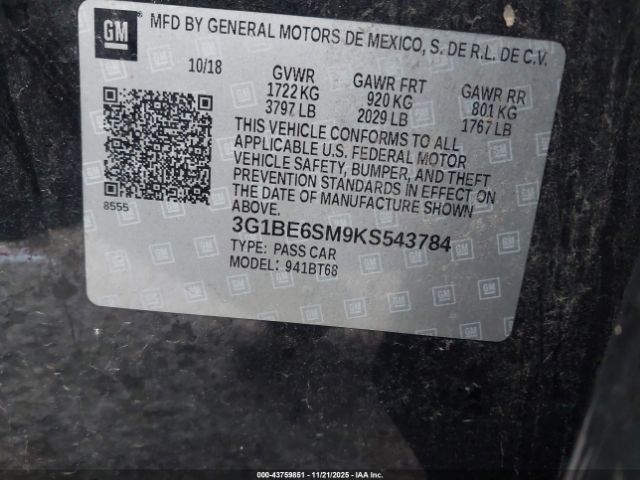 GM ® MFD BY GENERAL MOTORS DE MEXICO, S. DE R.L. DE C.V.
10/18 GVWR GAWR FRT GAWR RR
1722 KG 920 KG 801 KG
3797 LB 2029 LB 1767 LB
THIS VEHICLE CONFORMS TO ALL
APPLICABLE U.S. FEDERAL MOTOR
VEHICLE SAFETY, BUMPER, AND THEFT
PREVENTION STANDARDS IN EFFECT ON
THE DATE OF MANUFACTURE SHOWN
ABOVE.
8555
3G1BE6SM9KS543784
TYPE: PASS CAR
MODEL: 941BT68
000-43759851 - 11/21/2025 - IAA Inc.